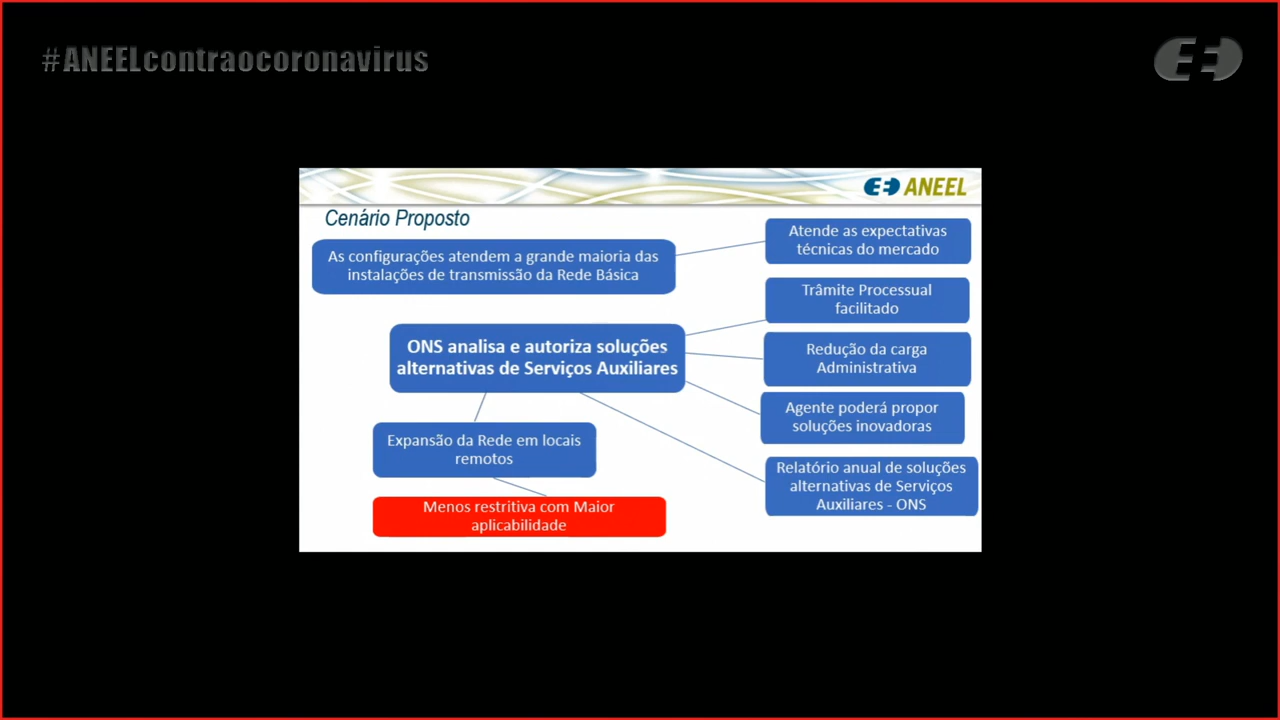 #ANEELcontraocoronavirus
ANEEL
Cenário Proposto
As configurações atendem a grande maioria das
instalações de transmissão da Rede Básica
Atende as expectativas
técnicas do mercado
Trâmite Processual
facilitado
ONS analisa e autoriza soluções
alternativas de Serviços Auxiliares
Redução da carga
Administrativa
Agente poderá propor
soluções inovadoras
Expansão da Rede em locais
remotos
Relatório anual de soluções
alternativas de Serviços
Auxiliares - ONS
Menos restritiva com Maior
aplicabilidade